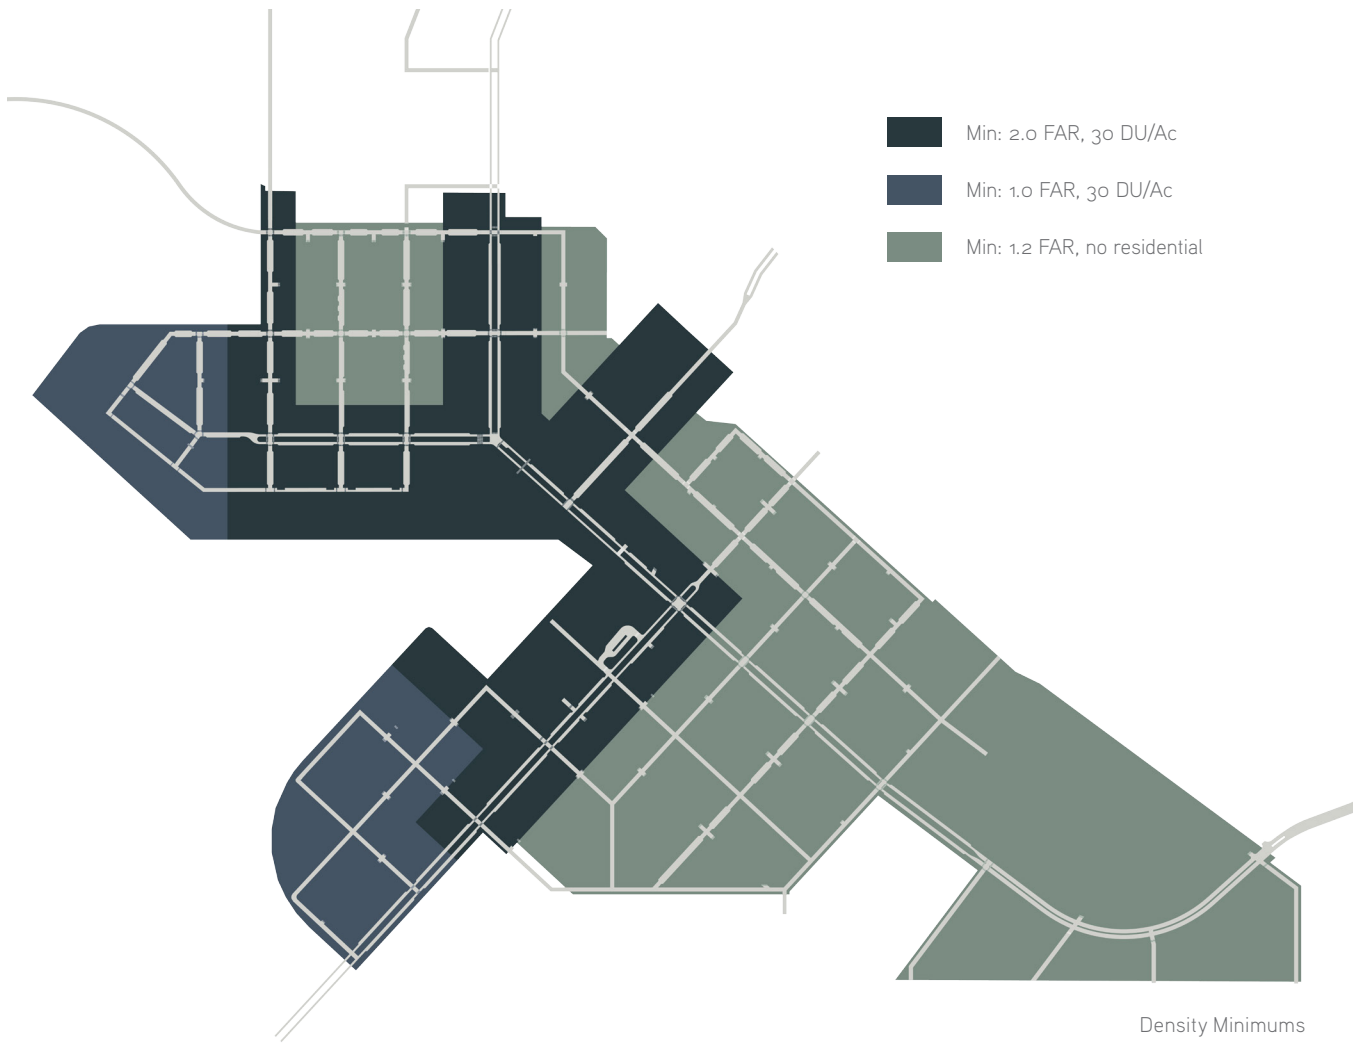 Min: 2.0 FAR, 30 DU/Ac
Min: 1.0 FAR, 30 DU/Ac
Min: 1.2 FAR, no residential
Density Minimums